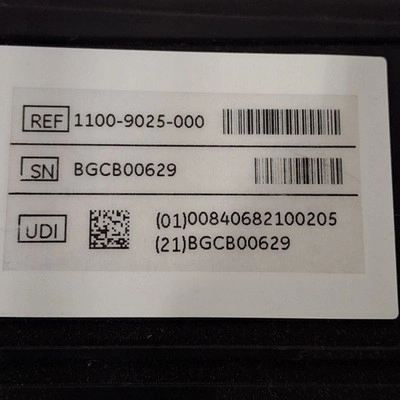 REF 1100-9025-000
SN BGCB00629
UDI (01)00840682100205
(21)BGCB00629